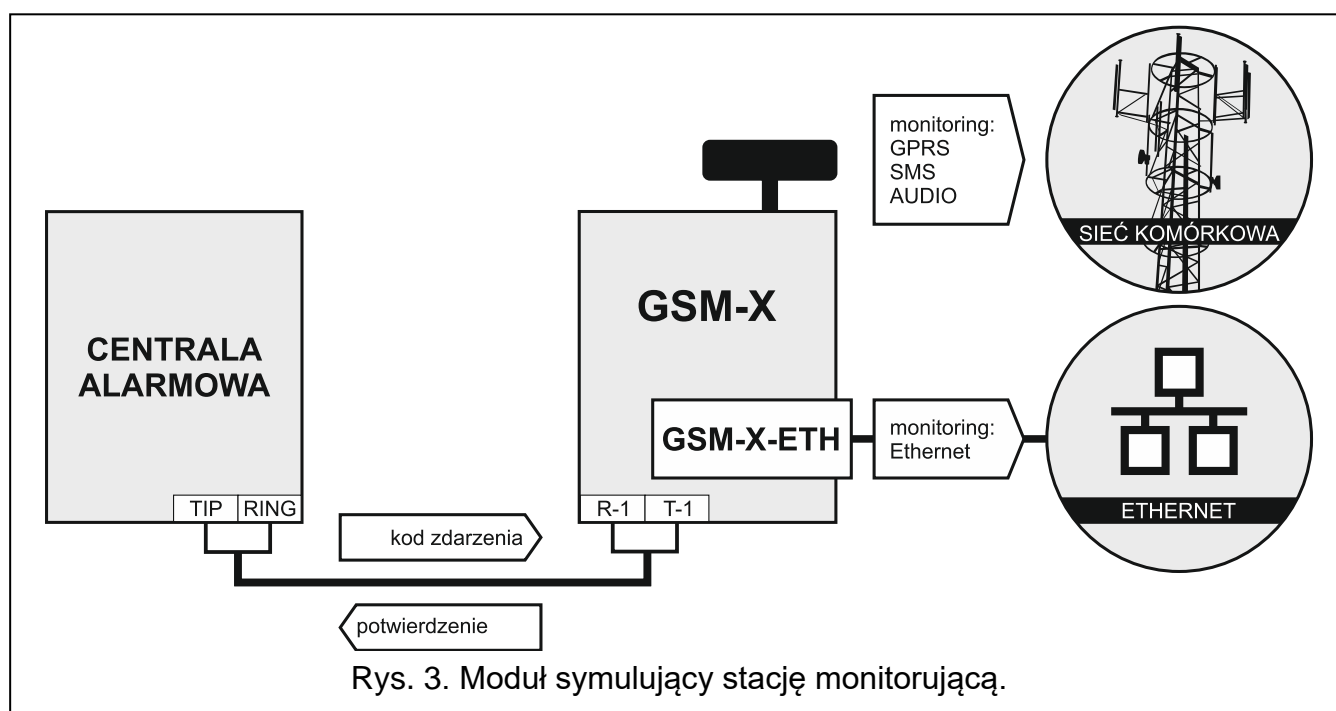 CENTRALA
ALARMOWA
TIP RING
GSM-X
GSM-X-ETH
R-1 T-1
kod zdarzenia
potwierdzenie
monitoring:
GPRS
SMS
AUDIO
SIEĆ KOMÓRKOWA
monitoring:
Ethernet
ETHERNET
Rys. 3. Moduł symulujący stację monitorującą.